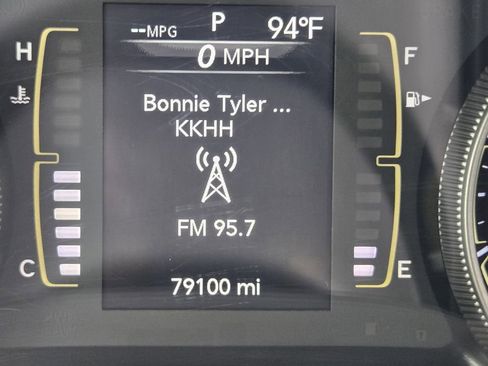 --MPG P 94°F
0 MPH
H F
Bonnie Tyler ...
KKHH
FM 95.7
C E
79100 mi